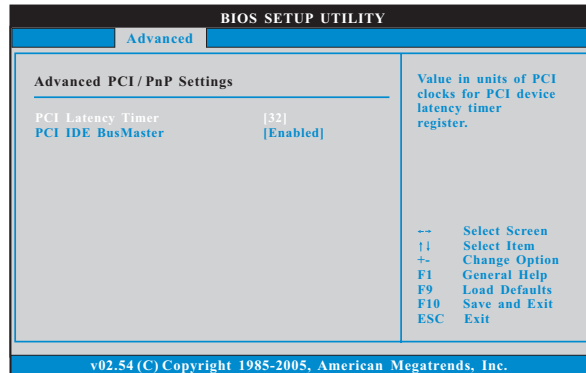 BIOS SETUP UTILITY
Advanced
Advanced PCI / PnP Settings
PCI Latency Timer [32]
PCI IDE BusMaster [Enabled]
Value in units of PCI
clocks for PCI device
latency timer
register.
←→ Select Screen
↑↓ Select Item
+- Change Option
F1 General Help
F9 Load Defaults
F10 Save and Exit
ESC Exit
v02.54 (C) Copyright 1985-2005, American Megatrends, Inc.